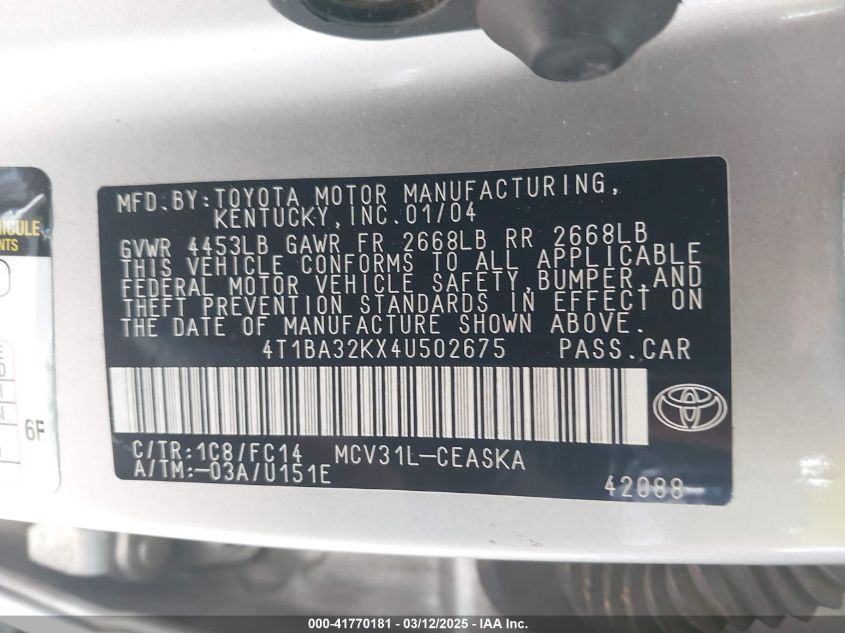 MFD.BY:TOYOTA MOTOR MANUFACTURING,
KENTUCKY,INC.01/04
GVWR 4453LB GAWR FR 2668LB RR 2668LB
THIS VEHICLE CONFORMS TO ALL APPLICABLE
FEDERAL MOTOR VEHICLE SAFETY,BUMPER,AND
THEFT PREVENTION STANDARDS IN EFFECT ON
THE DATE OF MANUFACTURE SHOWN ABOVE.
4T1BA32KX4U502675 PASS.CAR
C/TR:1C8/FC14 MCV31L-CEASKA
A/TM:-03A/U151E
42088
6F
000-41770181 - 03/12/2025 - IAA Inc.